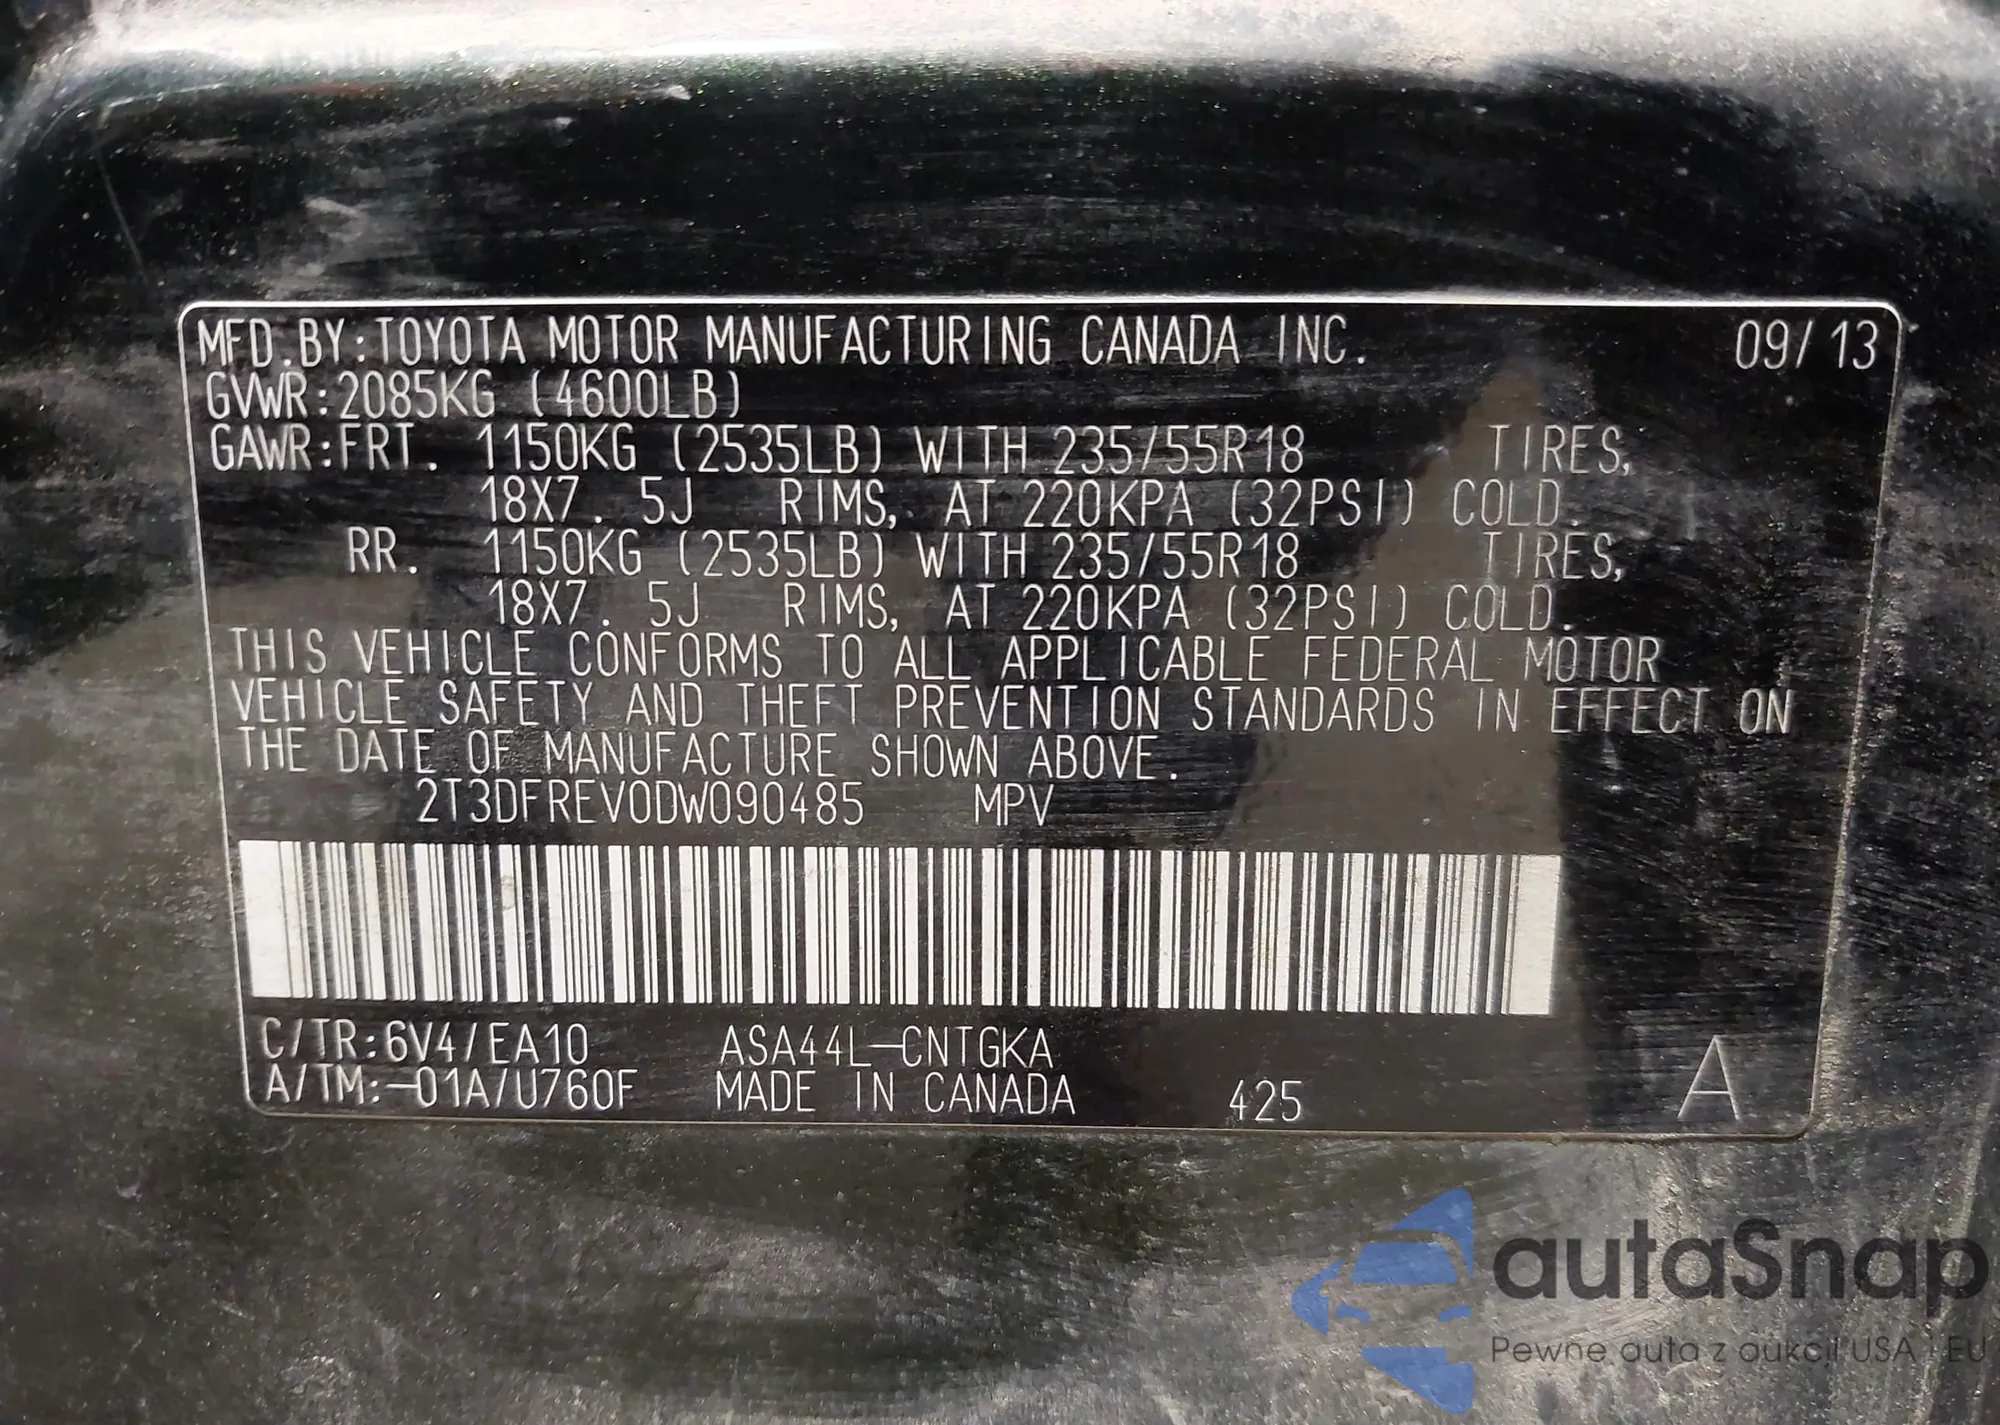 MFD.BY:TOYOTA MOTOR MANUFACTURING CANADA INC. 09/13
GVWR:2085KG (4600LB)
GAWR:FRT. 1150KG (2535LB) WITH 235/55R18 TIRES,
18X7.5J RIMS, AT 220KPA (32PSI) COLD.
RR. 1150KG (2535LB) WITH 235/55R18 TIRES,
18X7.5J RIMS, AT 220KPA (32PSI) COLD.
THIS VEHICLE CONFORMS TO ALL APPLICABLE FEDERAL MOTOR
VEHICLE SAFETY AND THEFT PREVENTION STANDARDS IN EFFECT ON
THE DATE OF MANUFACTURE SHOWN ABOVE.
2T3DFREV0DW090485 MPV
C/TR:6V4/EA10 ASA44L-CNTGKA
A/TM:-01A/U760F MADE IN CANADA 425 A
autaSnap
Pewne auta z aukcji USA i EU